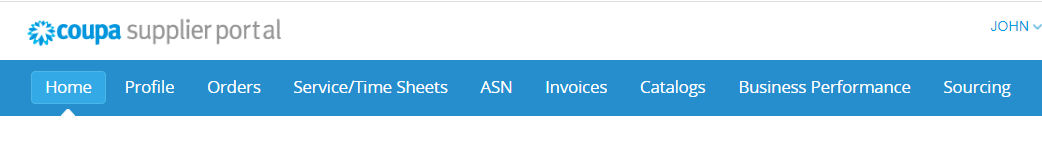 coupa supplier portal
JOHN
Home Profile Orders Service/Time Sheets ASN Invoices Catalogs Business Performance Sourcing